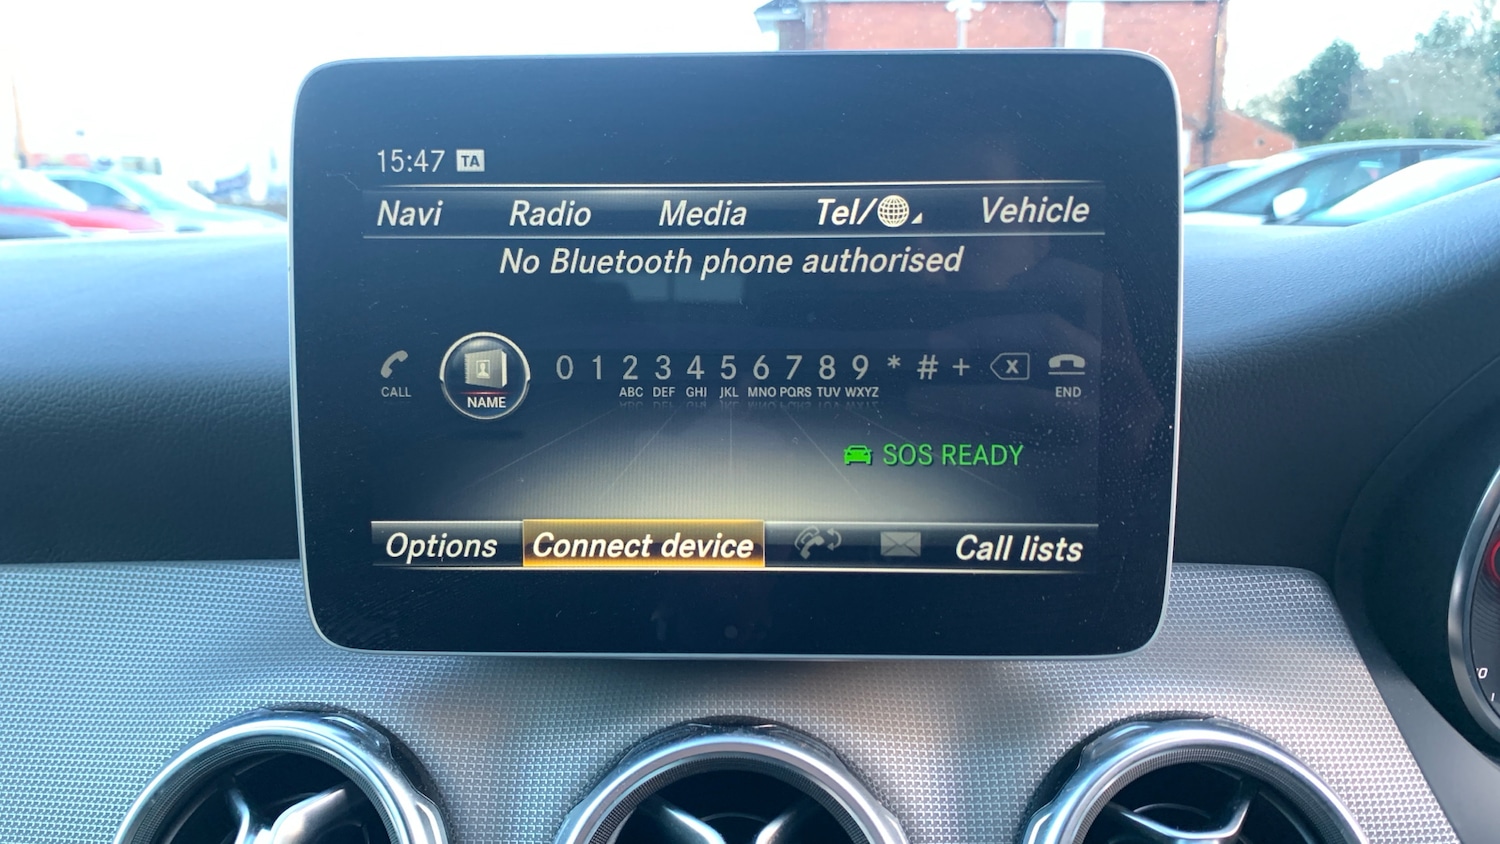 15:47 TA
Navi Radio Media Tel/ Vehicle
No Bluetooth phone authorised
0 1 2 3 4 5 6 7 8 9 * # + X
CALL NAME ABC DEF GHI JKL MNO PQRS TUV WXYZ END
SOS READY
Options Connect device Call lists